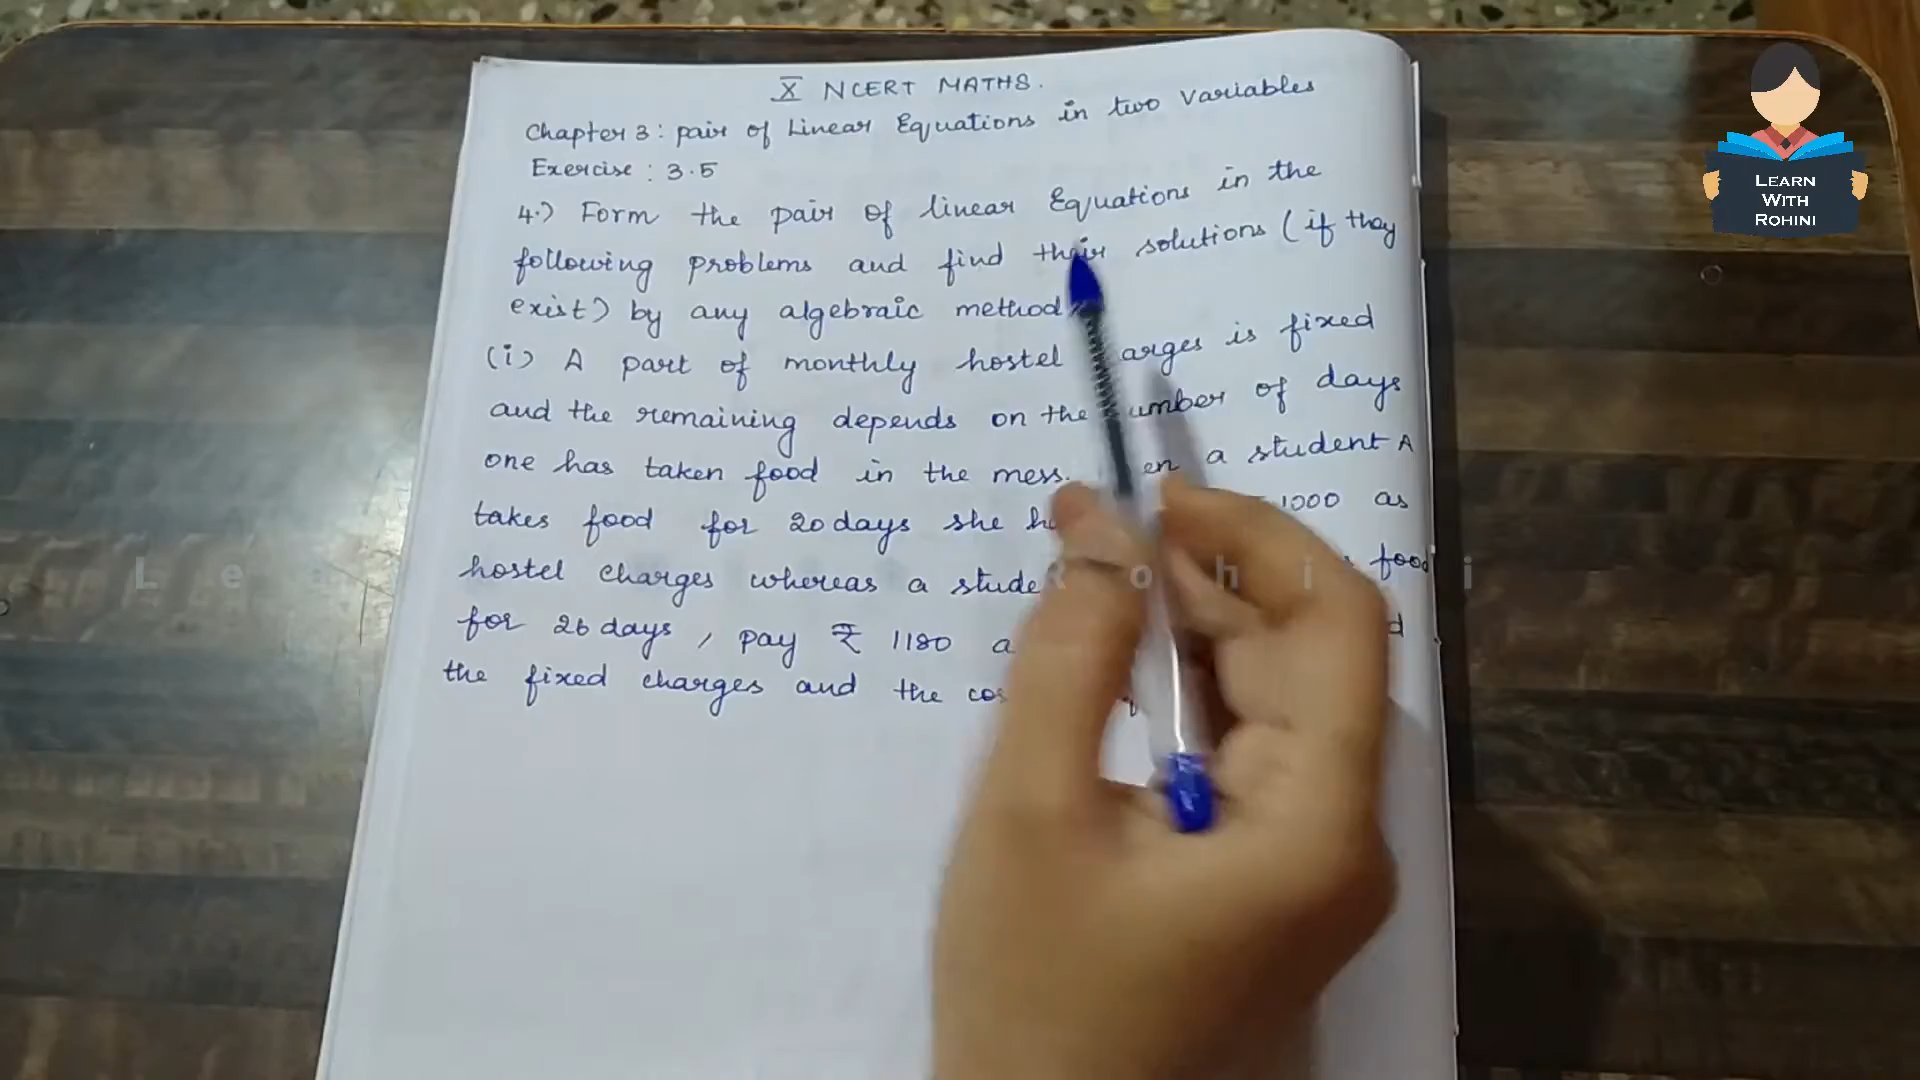 X NCERT MATHS.
Chapter 3: pair of Linear Equations in two variables
Exercise : 3.5
4.) Form the pair of linear Equations in the
following problems and find their solutions (if they
exist) by any algebraic method
(i) A part of monthly hostel arges is fixed
and the remaining depends on the umber of days
one has taken food in the mess. en a student A
takes food for 20 days she 1000 as
hostel charges whereas a stude food
for 26 days, pay ₹ 1180 a d
the fixed charges and the cos
LEARN
WITH
ROHINI